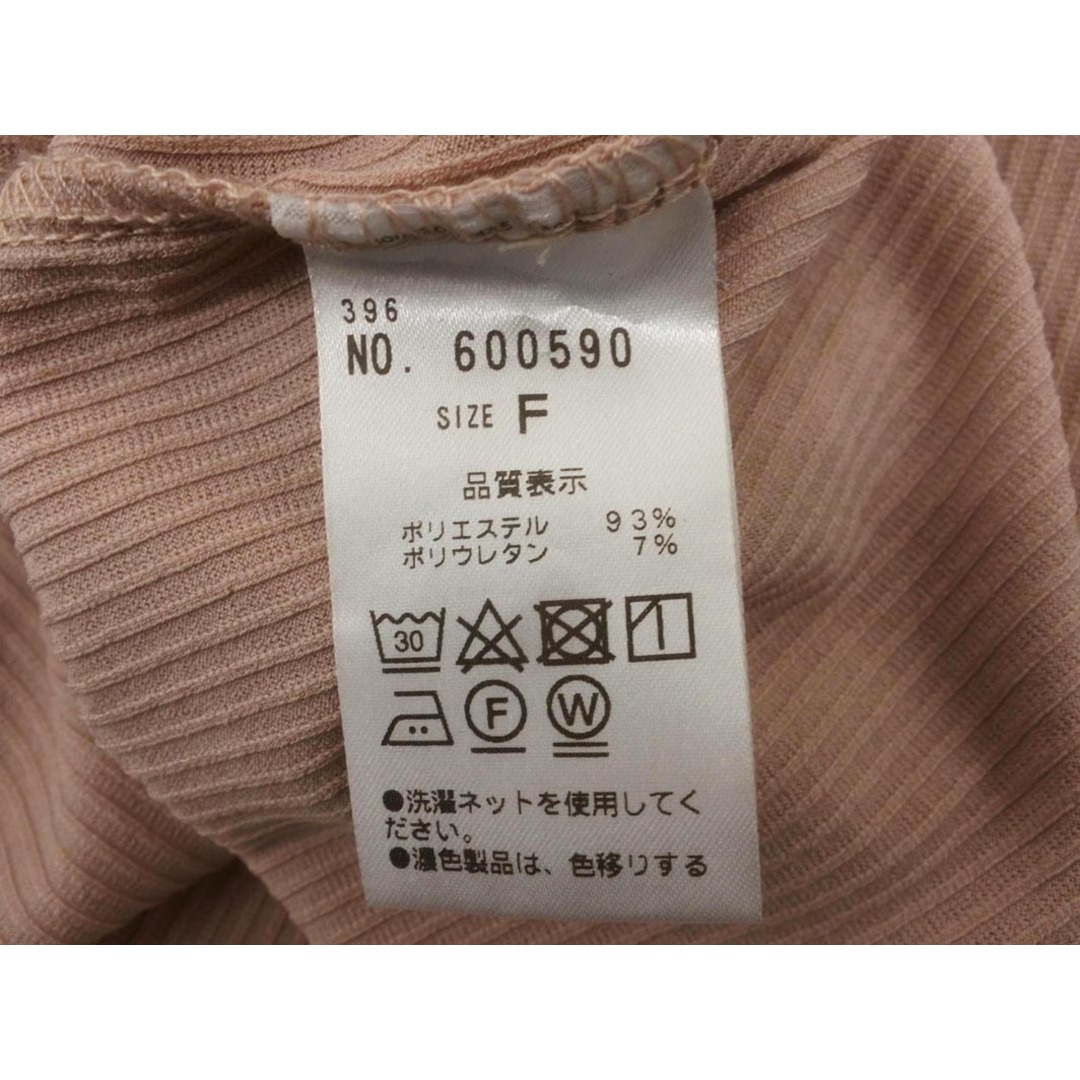 396
NO. 600590
SIZE F
品質表示
ポリエステル 93%
ポリウレタン 7%
30
F W
●洗濯ネットを使用してく
ださい。
●濃色製品は、色移りする